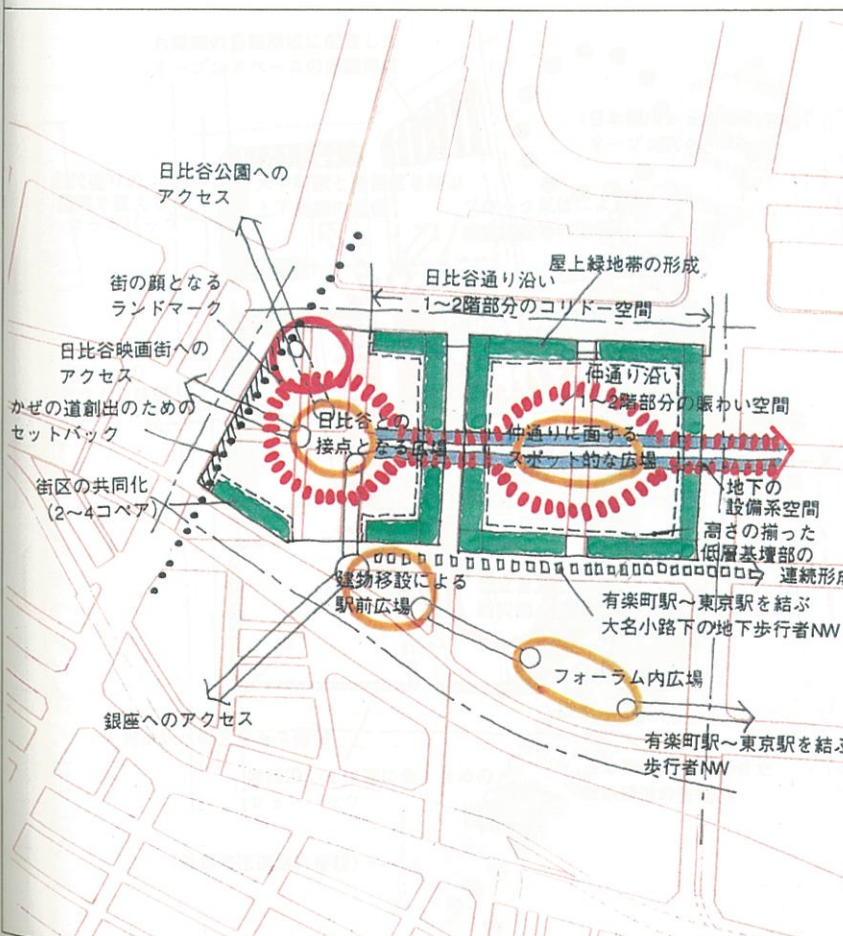 日比谷公園への
アクセス
街の顔となる
ランドマーク
日比谷映画街への
アクセス
かぜの道創出のための
セットバック
街区の共同化
(2~4コペア)
日比谷通り沿い
1~2階部分のコリドー空間
屋上緑地帯の形成
仲通り沿い
1~2階部分の賑わい空間
日比谷との
接点となる広場
仲通りに面する
スポット的な広場
地下の
設備系空間
高さの揃った
低層基壇部の
連続形成
建物移設による
駅前広場
有楽町駅~東京駅を結ぶ
大名小路下の地下歩行者NW
フォーラム内広場
銀座へのアクセス
有楽町駅~東京駅を結ぶ
歩行者NW